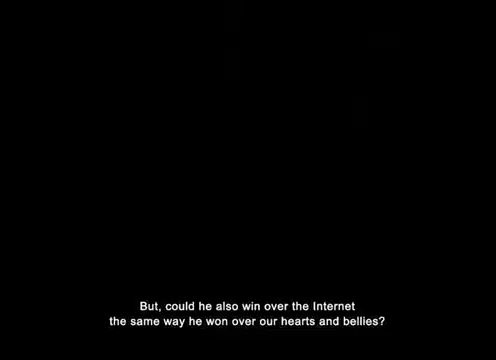 But, could he also win over the Internet
the same way he won over our hearts and bellies?